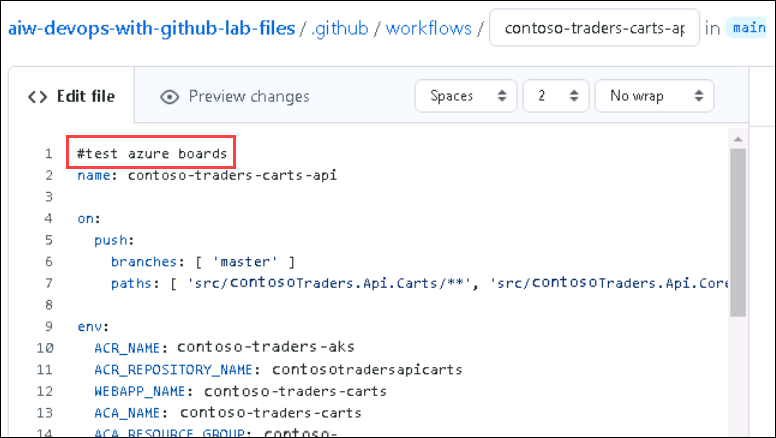 aiw-devops-with-github-lab-files / .github / workflows / contoso-traders-carts-ap in main
<> Edit file Preview changes Spaces 2 No wrap
1 #test azure boards
2 name: contoso-traders-carts-api
3
4 on:
5 push:
6 branches: [ 'master' ]
7 paths: [ 'src/contosoTraders.Api.Carts/**', 'src/contosoTraders.Api.Core
8
9 env:
10 ACR_NAME: contoso-traders-aks
11 ACR_REPOSITORY_NAME: contosotradersapicarts
12 WEBAPP_NAME: contoso-traders-carts
13 ACA_NAME: contoso-traders-carts
14 ACA_RESOURCE_GROUP: contoso-